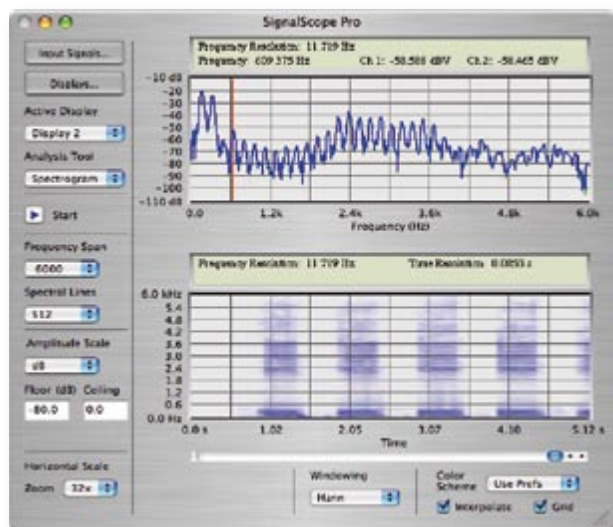 SignalScope Pro
Input Signals...
Displays...
Active Display
Display 2
Analysis Tool
Spectrogram
Start
Frequency Span
6000
Spectral Lines
512
Amplitude Scale
dB
Floor (dB) Ceiling
-80.0 0.0
Horizontal Scale
Zoom 32x
Frequency Resolution: 11.719 Hz
Frequency: 609.375 Hz Ch 1: -58.588 dBV Ch 2: -58.465 dBV
-10 dB
-20
-30
-40
-50
-60
-70
-80
-90
-100
-110 dB
0.0 1.2k 2.4k 3.6k 4.8k 6.0k
Frequency (Hz)
Frequency Resolution: 11.719 Hz Time Resolution: 0.0853 s
6.0 kHz
5.4
4.8
4.2
3.6
3.0
2.4
1.8
1.2
0.6
0.0 Hz
0.0 s 1.02 2.05 3.07 4.10 5.12
Time
Windowing
Hann
Color Scheme Use Prefs
Interpolate Grid